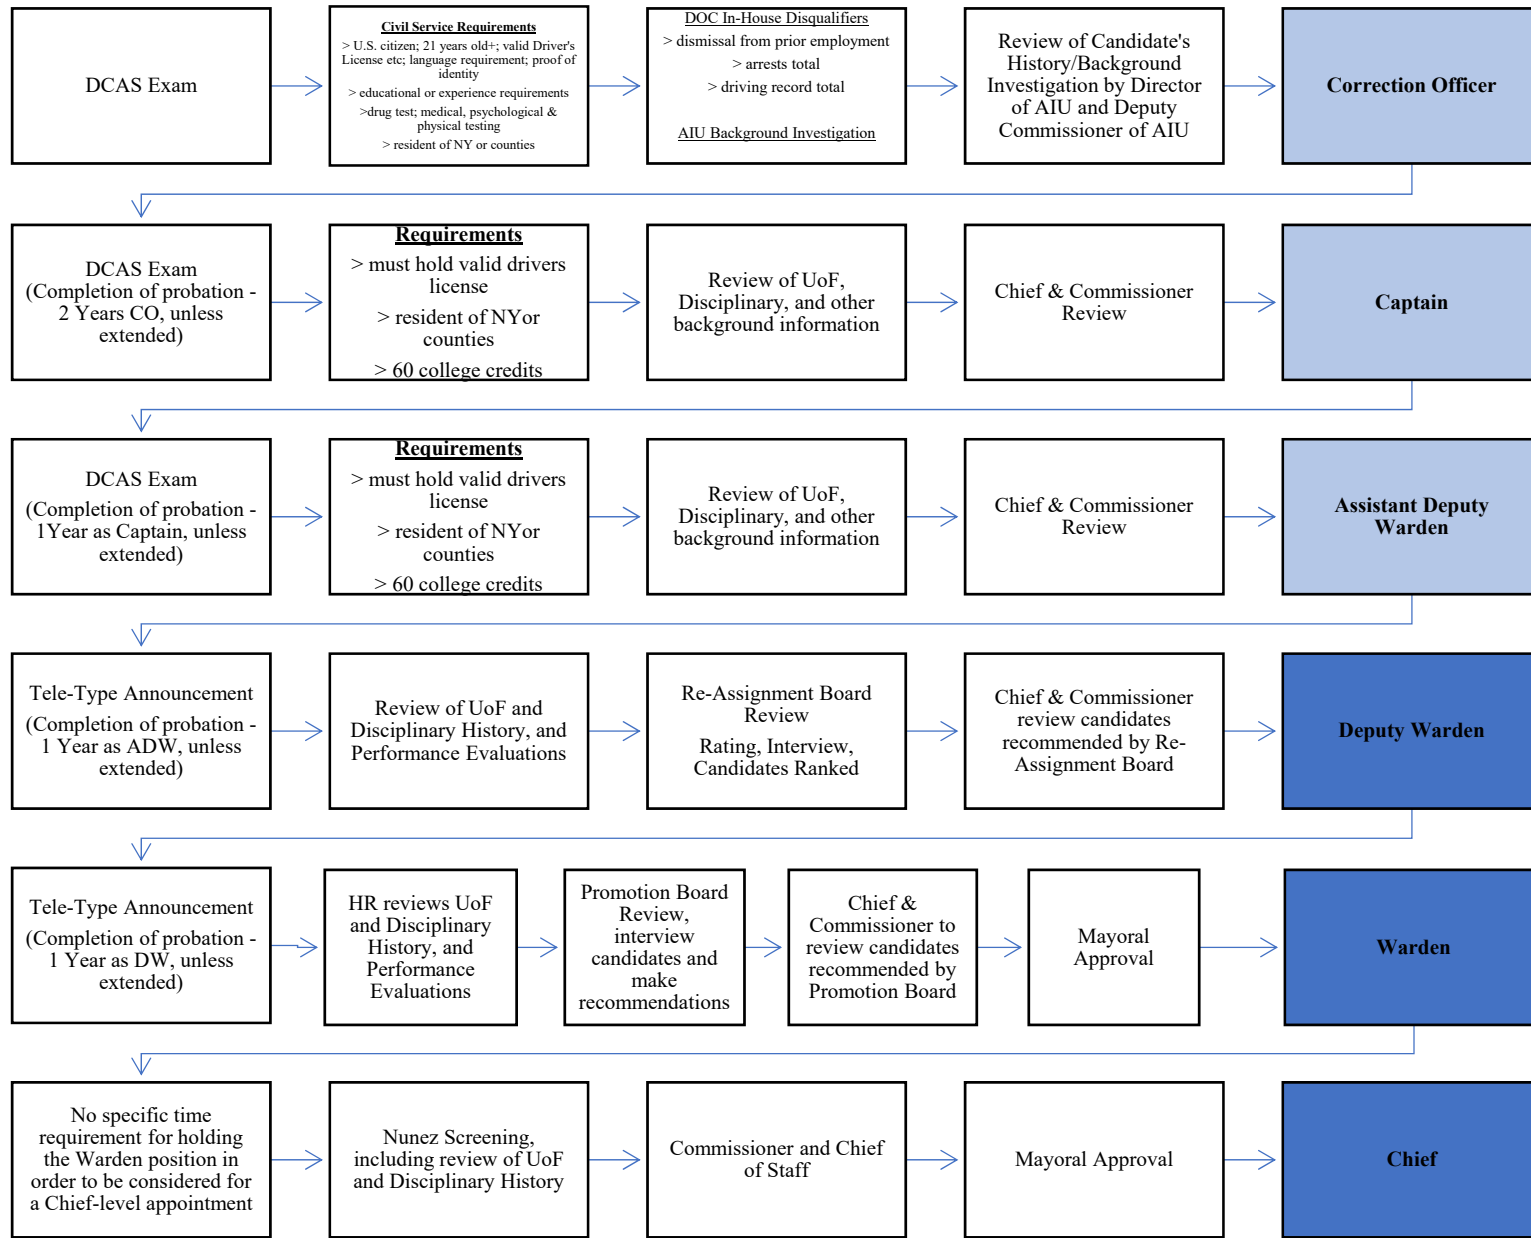 DCAS Exam
Civil Service Requirements
> U.S. citizen; 21 years old+; valid Driver's
License etc; language requirement; proof of
identity
> educational or experience requirements
>drug test; medical, psychological &
physical testing
> resident of NY or counties
DOC In-House Disqualifiers
> dismissal from prior employment
> arrests total
> driving record total
AIU Background Investigation
Review of Candidate's
History/Background
Investigation by Director
of AIU and Deputy
Commissioner of AIU
Correction Officer
DCAS Exam
(Completion of probation -
2 Years CO, unless
extended)
Requirements
> must hold valid drivers
license
> resident of NYor
counties
> 60 college credits
Review of UoF,
Disciplinary, and other
background information
Chief & Commissioner
Review
Captain
DCAS Exam
(Completion of probation -
1Year as Captain, unless
extended)
Requirements
> must hold valid drivers
license
> resident of NYor
counties
> 60 college credits
Review of UoF,
Disciplinary, and other
background information
Chief & Commissioner
Review
Assistant Deputy
Warden
Tele-Type Announcement
(Completion of probation -
1 Year as ADW, unless
extended)
Review of UoF and
Disciplinary History, and
Performance Evaluations
Re-Assignment Board
Review
Rating, Interview,
Candidates Ranked
Chief & Commissioner
review candidates
recommended by Re-
Assignment Board
Deputy Warden
Tele-Type Announcement
(Completion of probation -
1 Year as DW, unless
extended)
HR reviews UoF
and Disciplinary
History, and
Performance
Evaluations
Promotion Board
Review,
interview
candidates and
make
recommendations
Chief &
Commissioner to
review candidates
recommended by
Promotion Board
Mayoral
Approval
Warden
No specific time
requirement for holding
the Warden position in
order to be considered for
a Chief-level appointment
Nunez Screening,
including review of UoF
and Disciplinary History
Commissioner and Chief
of Staff
Mayoral Approval
Chief